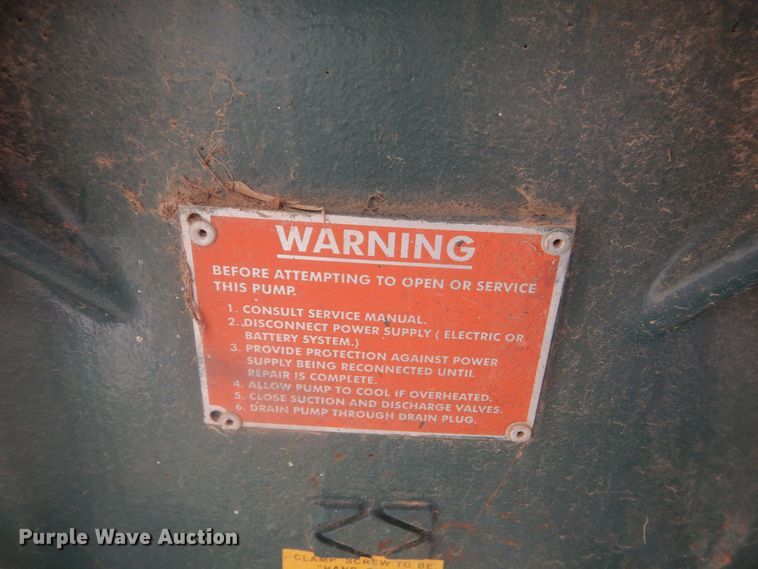 WARNING
BEFORE ATTEMPTING TO OPEN OR SERVICE
THIS PUMP.
1. CONSULT SERVICE MANUAL.
2. DISCONNECT POWER SUPPLY ( ELECTRIC OR
BATTERY SYSTEM.)
3. PROVIDE PROTECTION AGAINST POWER
SUPPLY BEING RECONNECTED UNTIL
REPAIR IS COMPLETE.
4. ALLOW PUMP TO COOL IF OVERHEATED.
5. CLOSE SUCTION AND DISCHARGE VALVES.
6. DRAIN PUMP THROUGH DRAIN PLUG.
CLAMP SCREW TO BE
Purple Wave Auction